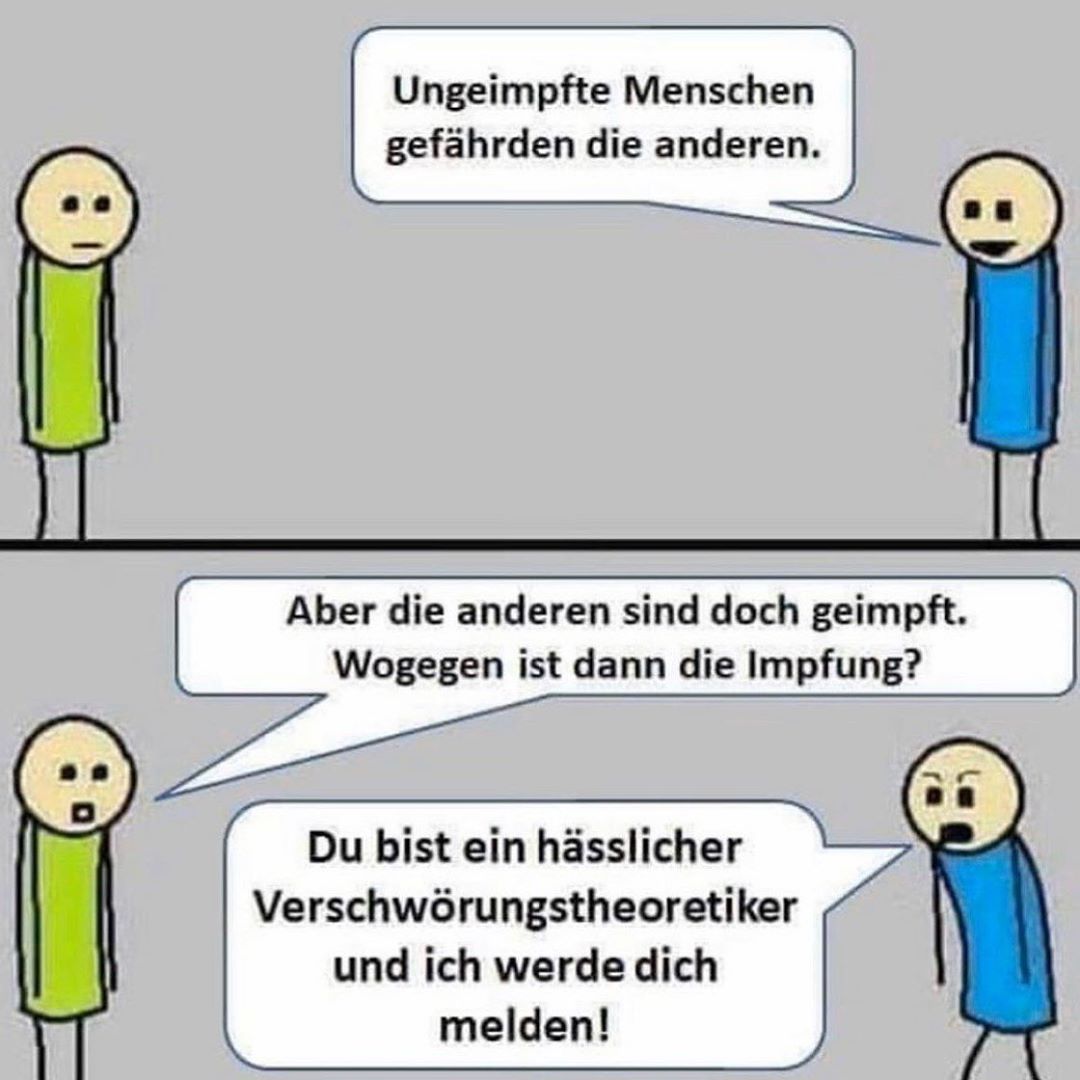 Ungeimpfte Menschen
gefährden die anderen.
Aber die anderen sind doch geimpft.
Wogegen ist dann die Impfung?
Du bist ein hässlicher
Verschwörungstheoretiker
und ich werde dich
melden!